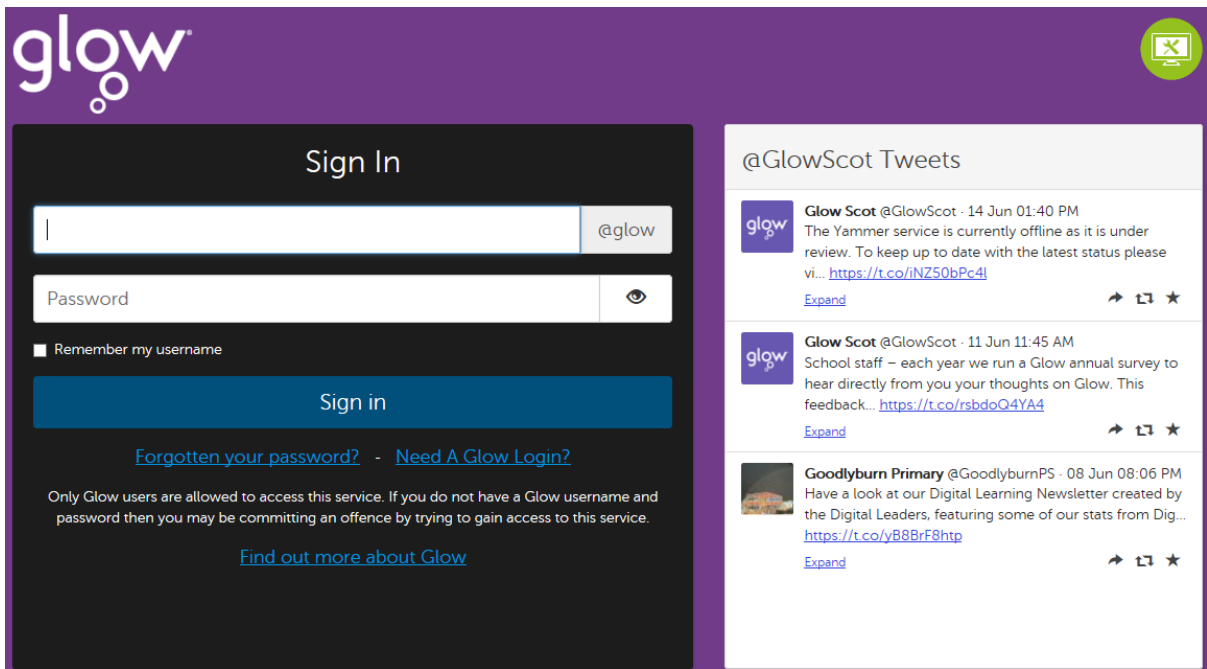 glow
Sign In
@glow
Password
Remember my username
Sign in
Forgotten your password? - Need A Glow Login?
Only Glow users are allowed to access this service. If you do not have a Glow username and
password then you may be committing an offence by trying to gain access to this service.
Find out more about Glow
@GlowScot Tweets
glow
Glow Scot @GlowScot · 14 Jun 01:40 PM
The Yammer service is currently offline as it is under
review. To keep up to date with the latest status please
vi... https://t.co/iNZ50bPc4l
Expand
glow
Glow Scot @GlowScot · 11 Jun 11:45 AM
School staff – each year we run a Glow annual survey to
hear directly from you your thoughts on Glow. This
feedback... https://t.co/rsbdoQ4YA4
Expand
Goodlyburn Primary @GoodlyburnPS · 08 Jun 08:06 PM
Have a look at our Digital Learning Newsletter created by
the Digital Leaders, featuring some of our stats from Dig...
https://t.co/yB8BrF8htp
Expand